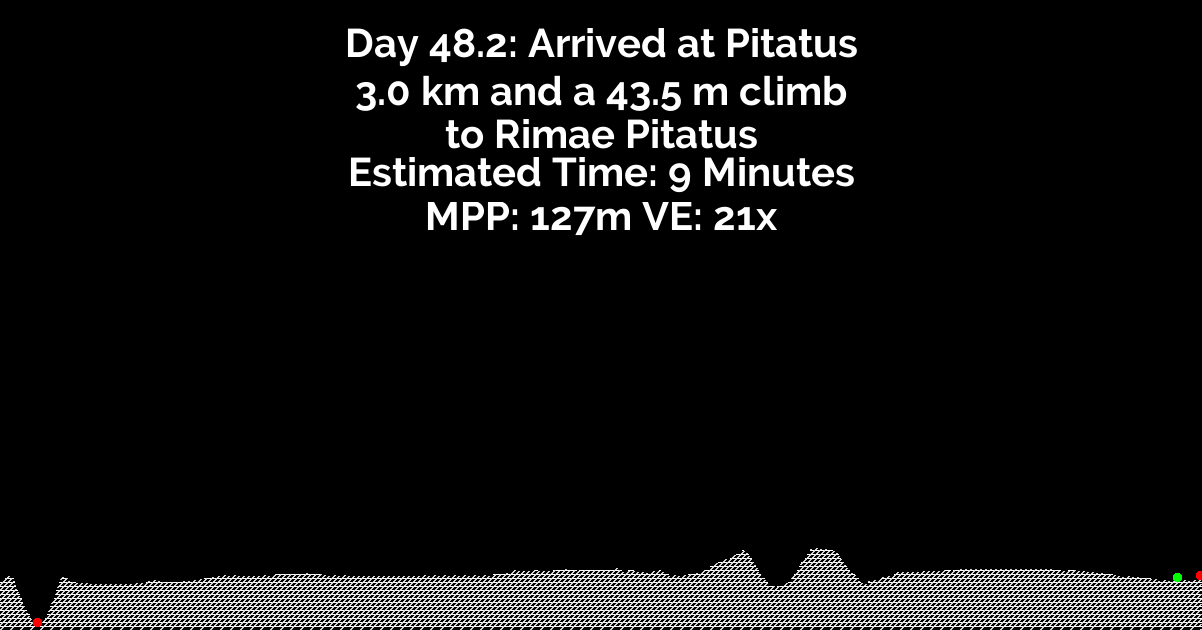 Day 48.2: Arrived at Pitatus
3.0 km and a 43.5 m climb
to Rimae Pitatus
Estimated Time: 9 Minutes
MPP: 127m VE: 21x